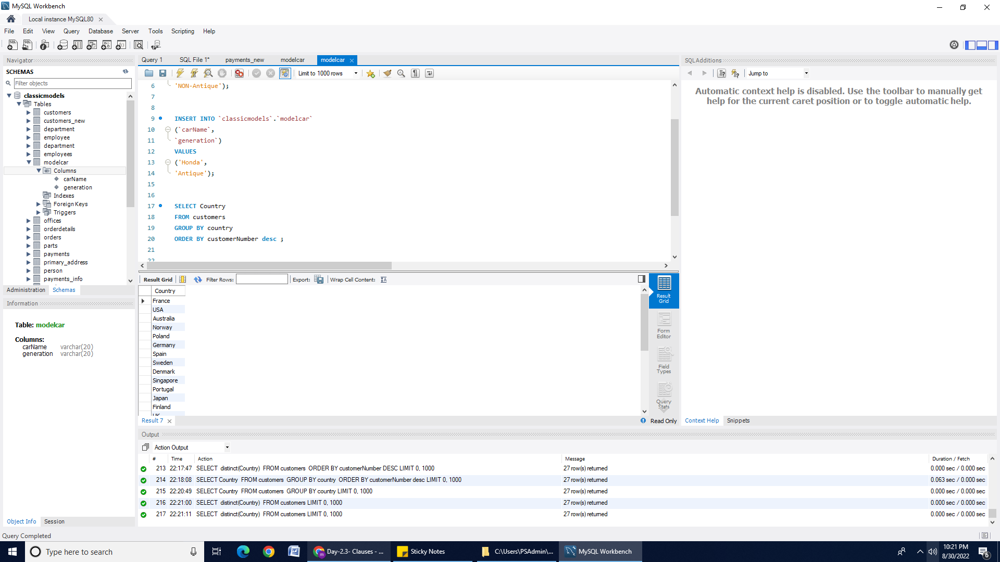 MySQL Workbench
Local instance MySQL80
File Edit View Query Database Server Tools Scripting Help
Navigator
SCHEMAS
Filter objects
classicmodels
Tables
customers
customers_new
department
employee
department
employees
modelcar
Columns
carName
generation
Indexes
Foreign Keys
Triggers
offices
orderdetails
orders
parts
payments
primary_address
person
payments_info
Administration Schemas
Information
Table: modelcar
Columns:
carName varchar(20)
generation varchar(20)
Object Info Session
Query Completed
Query 1 SQL File 1* payments_new modelcar modelcar
Limit to 1000 rows
6 'NON-Antique');
7
8
9 INSERT INTO `classicmodels`.`modelcar`
10 (`carName`,
11 `generation`)
12 VALUES
13 ('Honda',
14 'Antique');
15
16
17 SELECT Country
18 FROM customers
19 GROUP BY country
20 ORDER BY customerNumber desc ;
21
22
Result Grid Filter Rows: Export: Wrap Cell Content:
Country
France
USA
Australia
Norway
Poland
Germany
Spain
Sweden
Denmark
Singapore
Portugal
Japan
Finland
UK
Result Grid
Form Editor
Field Types
Query Stats
Result 7 Read Only
SQLAdditions
Jump to
Automatic context help is disabled. Use the toolbar to manually get
help for the current caret position or to toggle automatic help.
Context Help Snippets
Output
Action Output
# Time Action Message Duration / Fetch
213 22:17:47 SELECT distinct(Country) FROM customers ORDER BY customerNumber DESC LIMIT 0, 1000 27 row(s) returned 0.000 sec / 0.000 sec
214 22:18:08 SELECT Country FROM customers GROUP BY country ORDER BY customerNumber desc LIMIT 0, 1000 27 row(s) returned 0.063 sec / 0.000 sec
215 22:20:49 SELECT Country FROM customers GROUP BY country LIMIT 0, 1000 27 row(s) returned 0.000 sec / 0.000 sec
216 22:21:00 SELECT distinct(Country) FROM customers LIMIT 0, 1000 27 row(s) returned 0.000 sec / 0.000 sec
217 22:21:11 SELECT distinct(Country) FROM customers LIMIT 0, 1000 27 row(s) returned 0.000 sec / 0.000 sec
Type here to search
Day-2.3- Clauses - ...
Sticky Notes
C:\Users\PSAdmin\...
MySQL Workbench
10:21 PM
8/30/2022
6